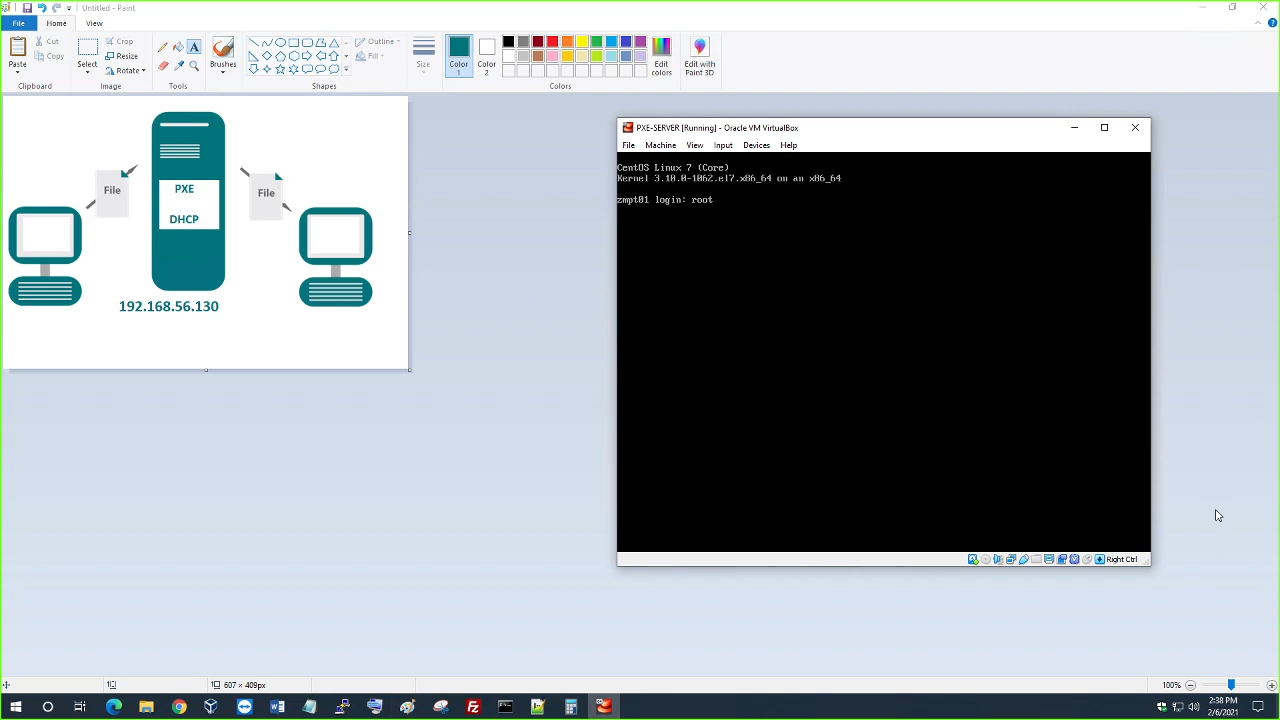 Untitled - Paint
File Home View
Paste
Cut
Copy
Clipboard
Select
Crop
Resize
Rotate
Image
A
Tools
Brushes
Outline
Fill
Shapes
Size
Color 1
Color 2
Edit colors
Colors
Edit with Paint 3D
File
PXE
DHCP
File
192.168.56.130
PXE-SERVER [Running] - Oracle VM VirtualBox
File Machine View Input Devices Help
CentOS Linux 7 (Core)
Kernel 3.10.0-1062.el7.x86_64 on an x86_64
zmpt01 login: root
Right Ctrl
607 × 409px
100%
2:38 PM
2/6/2021